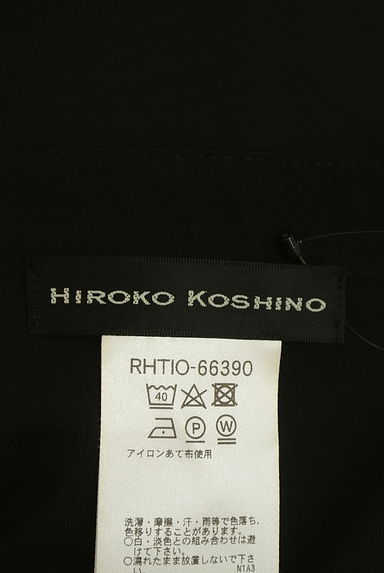 HIROKO KOSHINO
RHTIO-66390
40
P W
アイロンあて布使用
洗濯・摩擦・汗・雨等で色落ち、
色移りすることがあります。
○白・淡色との組み合わせは避
けて下さい。
○濡れたまま放置しないで下さ
い。
N1A3